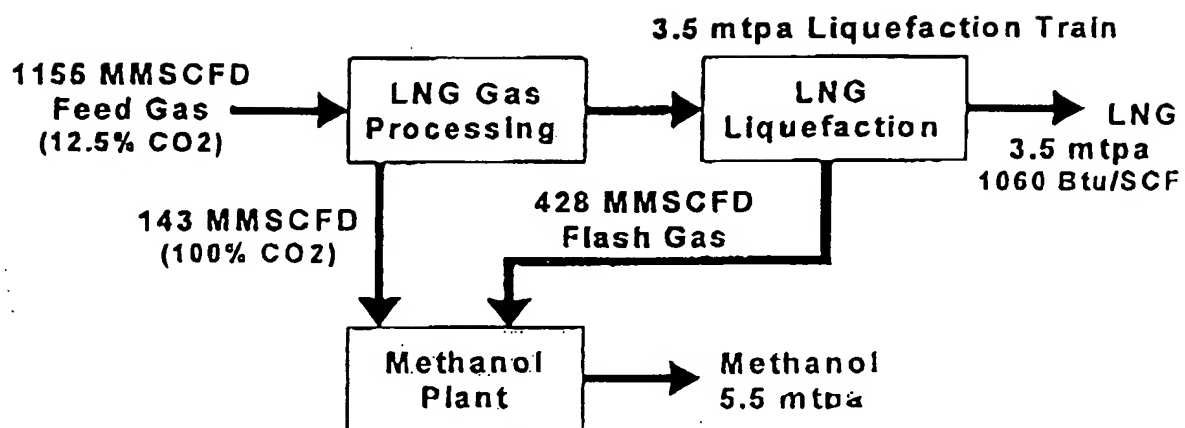 3.5 mtpa Liquefaction Train
1155 MMSCFD
Feed Gas
(12.5% CO2)
LNG Gas
Processing
LNG
Liquefaction
LNG
3.5 mtpa
1060 Btu/SCF
143 MMSCFD
(100% CO2)
428 MMSCFD
Flash Gas
Methanol
Plant
Methanol
5.5 mtpa